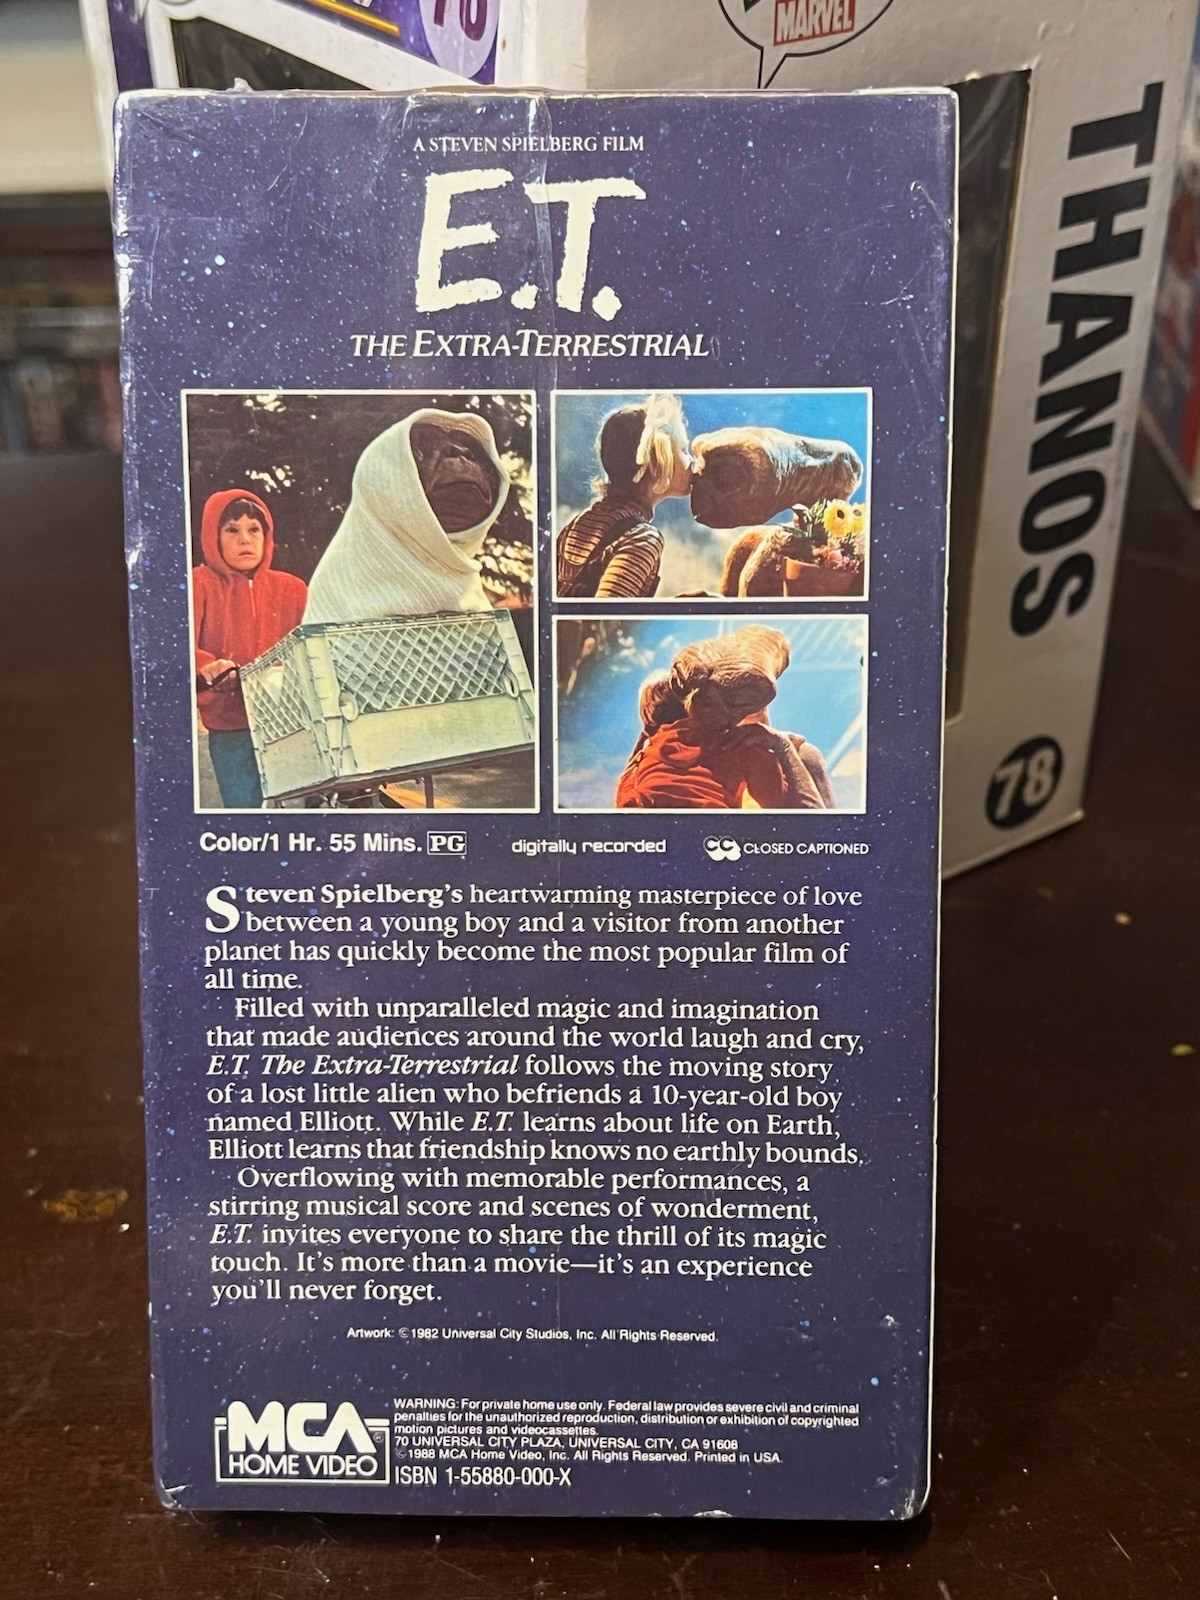 MARVEL
THANOS
78
A STEVEN SPIELBERG FILM
E.T.
THE EXTRA-TERRESTRIAL
Color/1 Hr. 55 Mins. PG digitally recorded CC CLOSED CAPTIONED
Steven Spielberg's heartwarming masterpiece of love
between a young boy and a visitor from another
planet has quickly become the most popular film of
all time.
Filled with unparalleled magic and imagination
that made audiences around the world laugh and cry,
E.T. The Extra-Terrestrial follows the moving story
of a lost little alien who befriends a 10-year-old boy
named Elliott. While E.T. learns about life on Earth,
Elliott learns that friendship knows no earthly bounds.
Overflowing with memorable performances, a
stirring musical score and scenes of wonderment,
E.T. invites everyone to share the thrill of its magic
touch. It's more than a movie—it's an experience
you'll never forget.
Artwork: © 1982 Universal City Studios, Inc. All Rights Reserved.
MCA
HOME VIDEO
WARNING: For private home use only. Federal law provides severe civil and criminal
penalties for the unauthorized reproduction, distribution or exhibition of copyrighted
motion pictures and videocassettes.
70 UNIVERSAL CITY PLAZA, UNIVERSAL CITY, CA 91608
© 1988 MCA Home Video, Inc. All Rights Reserved. Printed in USA.
ISBN 1-55880-000-X